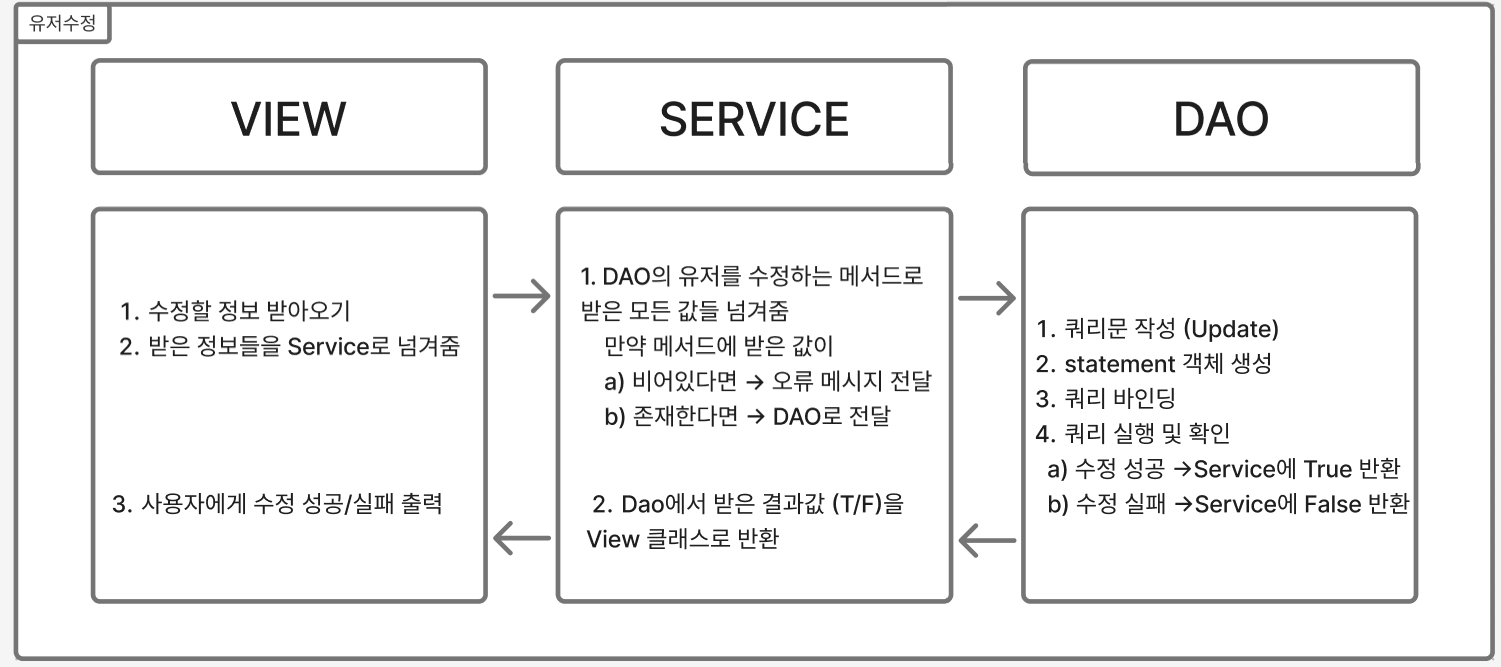 유저수정
VIEW
SERVICE
DAO
1. 수정할 정보 받아오기
2. 받은 정보들을 Service로 넘겨줌
3. 사용자에게 수정 성공/실패 출력
1. DAO의 유저를 수정하는 메서드로
받은 모든 값들 넘겨줌
만약 메서드에 받은 값이
a) 비어있다면 → 오류 메시지 전달
b) 존재한다면 → DAO로 전달
2. Dao에서 받은 결과값 (T/F)을
View 클래스로 반환
1. 쿼리문 작성 (Update)
2. statement 객체 생성
3. 쿼리 바인딩
4. 쿼리 실행 및 확인
a) 수정 성공 →Service에 True 반환
b) 수정 실패 →Service에 False 반환